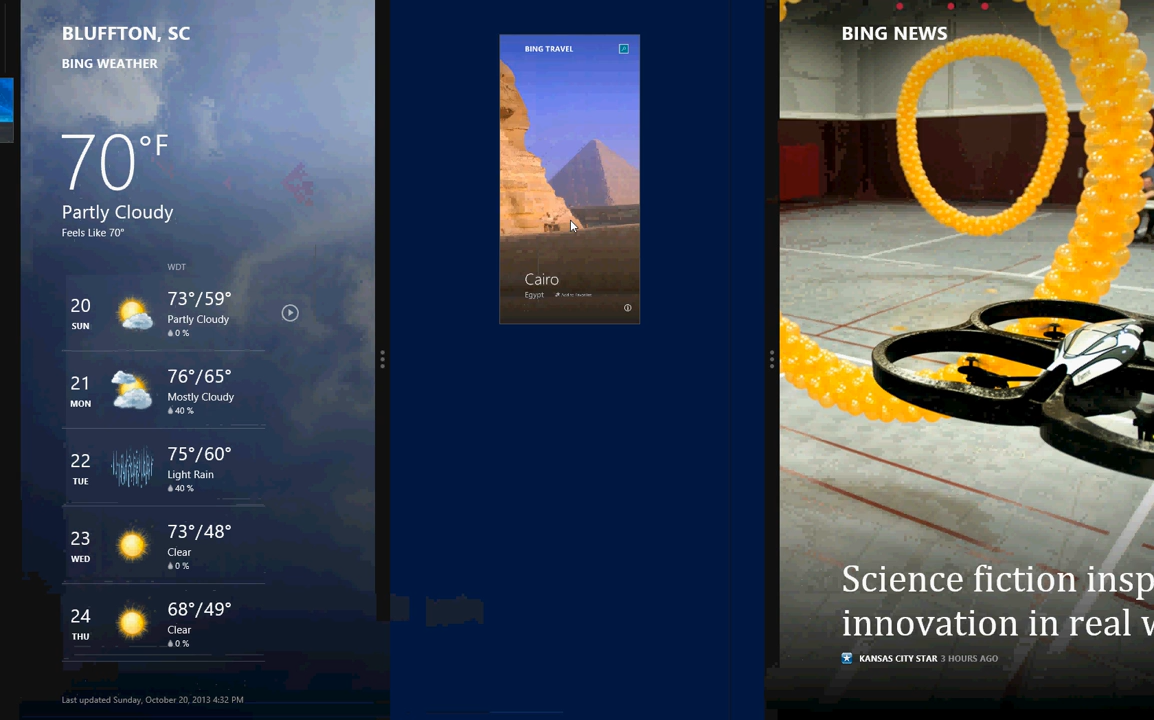 BLUFFTON, SC
BING WEATHER
70°F
Partly Cloudy
Feels Like 70°
WDT
20
SUN
73°/59°
Partly Cloudy
0 %
21
MON
76°/65°
Mostly Cloudy
40 %
22
TUE
75°/60°
Light Rain
40 %
23
WED
73°/48°
Clear
0 %
24
THU
68°/49°
Clear
0 %
Last updated Sunday, October 20, 2013 4:32 PM
BING TRAVEL
Cairo
Egypt
Add to Favorites
BING NEWS
Science fiction insp
innovation in real w
KANSAS CITY STAR 3 HOURS AGO